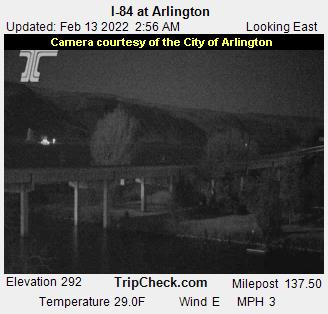 I-84 at Arlington
Updated: Feb 13 2022 2:56 AM Looking East
Camera courtesy of the City of Arlington
Elevation 292 TripCheck.com Milepost 137.50
Temperature 29.0F Wind E MPH 3